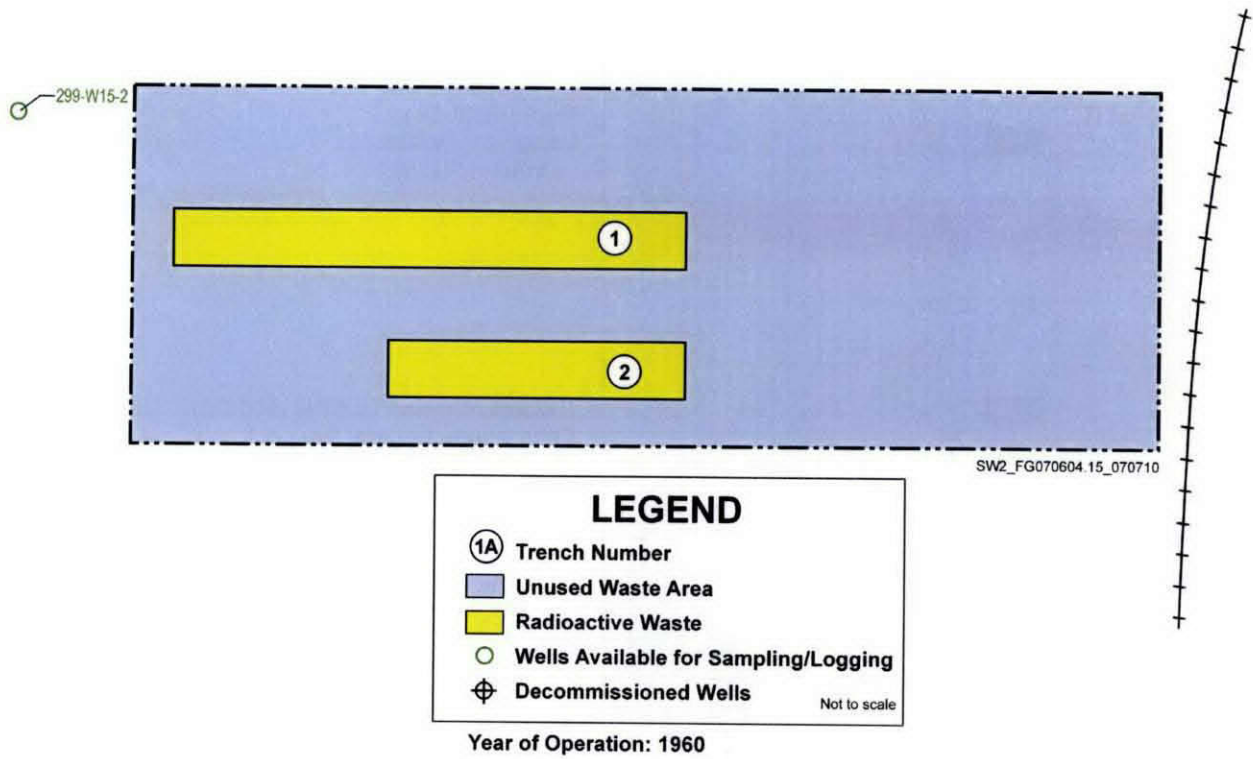 299-W15-2
1
2
SW2_FG070604.15_070710
LEGEND
1A Trench Number
Unused Waste Area
Radioactive Waste
Wells Available for Sampling/Logging
Decommissioned Wells
Not to scale
Year of Operation: 1960